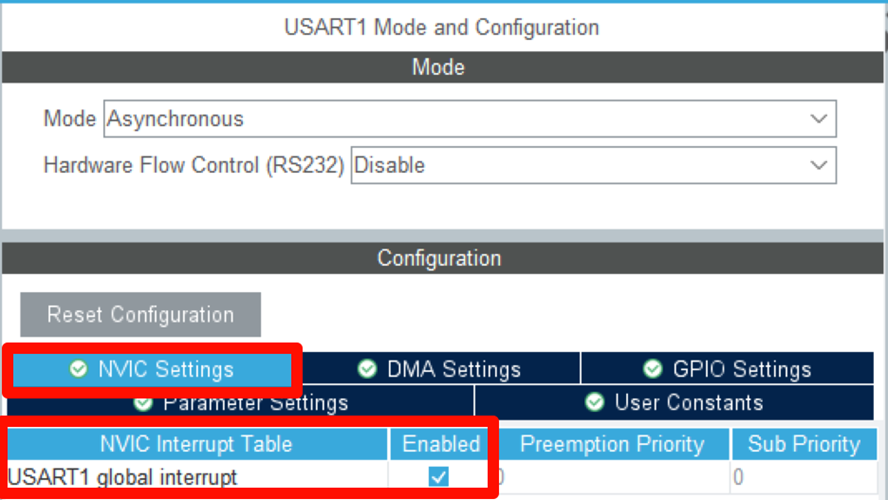 USART1 Mode and Configuration
Mode
Mode Asynchronous
Hardware Flow Control (RS232) Disable
Configuration
Reset Configuration
NVIC Settings DMA Settings GPIO Settings
Parameter Settings User Constants
NVIC Interrupt Table Enabled Preemption Priority Sub Priority
USART1 global interrupt 0 0